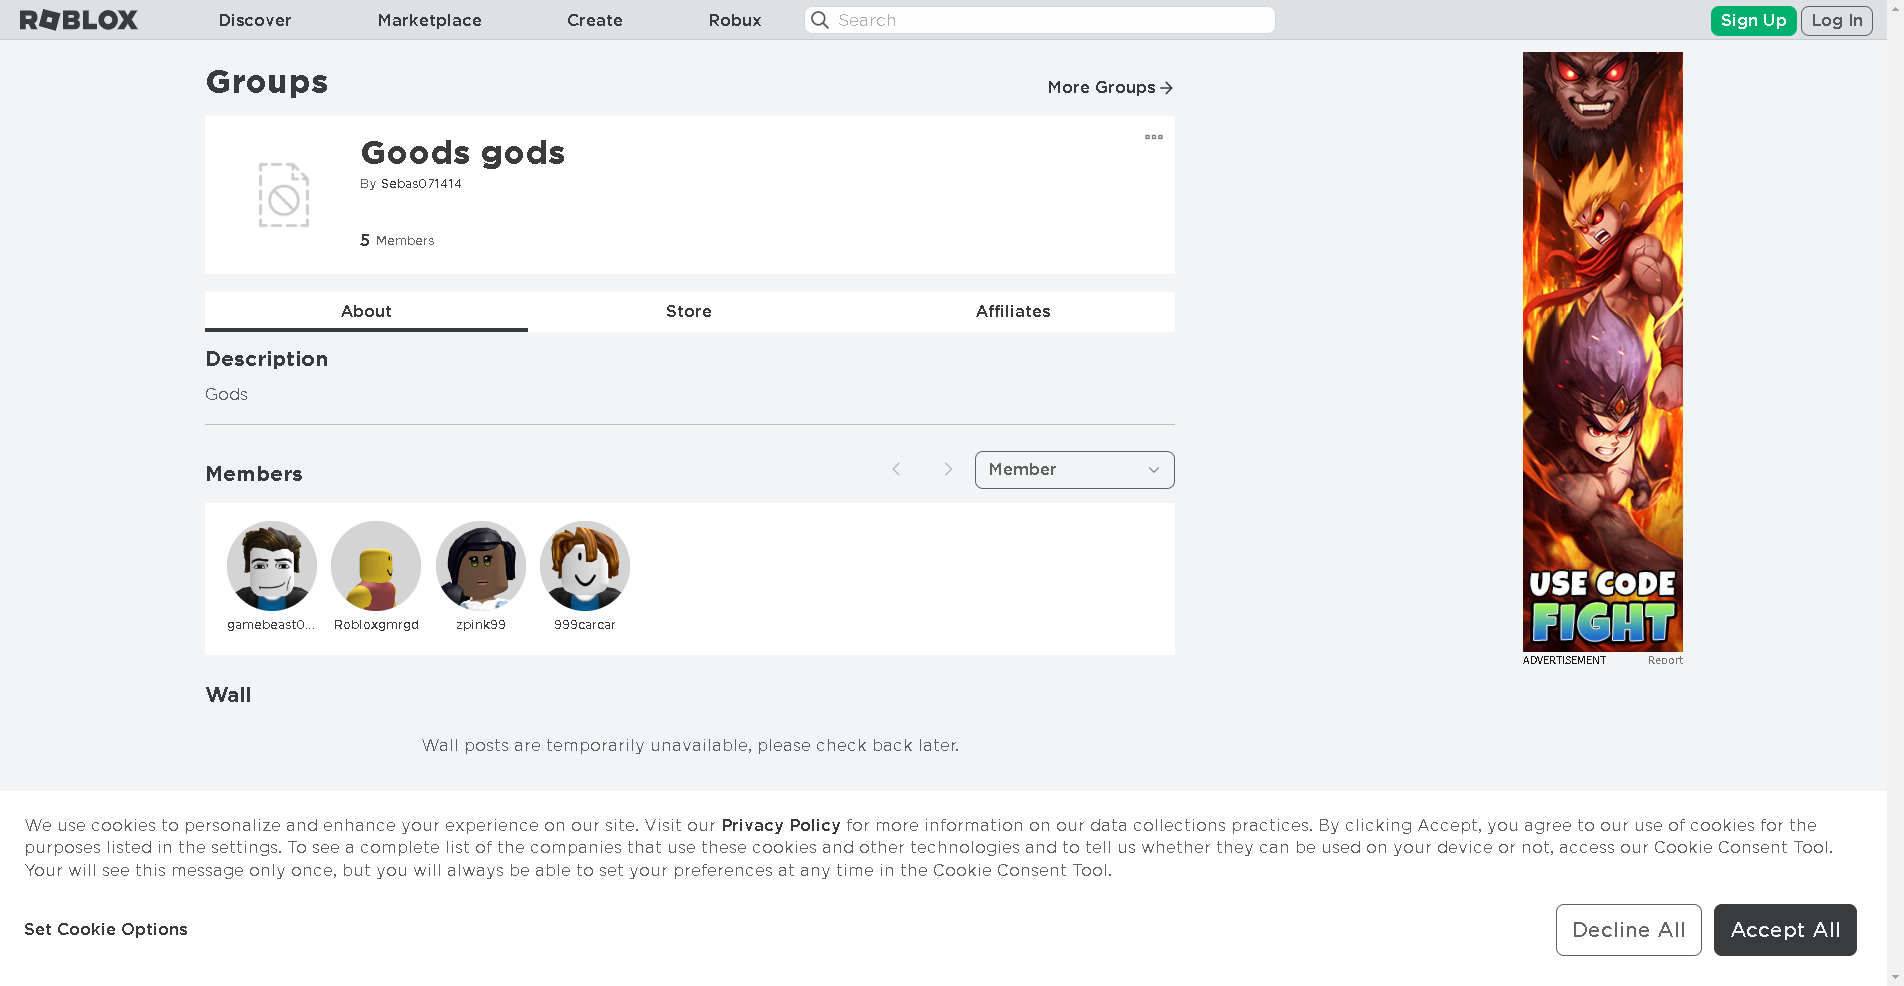 ROBLOX
Discover
Marketplace
Create
Robux
Search
Sign Up
Log In
Groups
More Groups
Goods gods
By Sebas071414
5 Members
About
Store
Affiliates
Description
Gods
Members
Member
gamebeast0...
Robloxgmrgd
zpink99
999carcar
USE CODE
FIGHT
ADVERTISEMENT
Report
Wall
Wall posts are temporarily unavailable, please check back later.
We use cookies to personalize and enhance your experience on our site. Visit our Privacy Policy for more information on our data collections practices. By clicking Accept, you agree to our use of cookies for the
purposes listed in the settings. To see a complete list of the companies that use these cookies and other technologies and to tell us whether they can be used on your device or not, access our Cookie Consent Tool.
Your will see this message only once, but you will always be able to set your preferences at any time in the Cookie Consent Tool.
Set Cookie Options
Decline All
Accept All